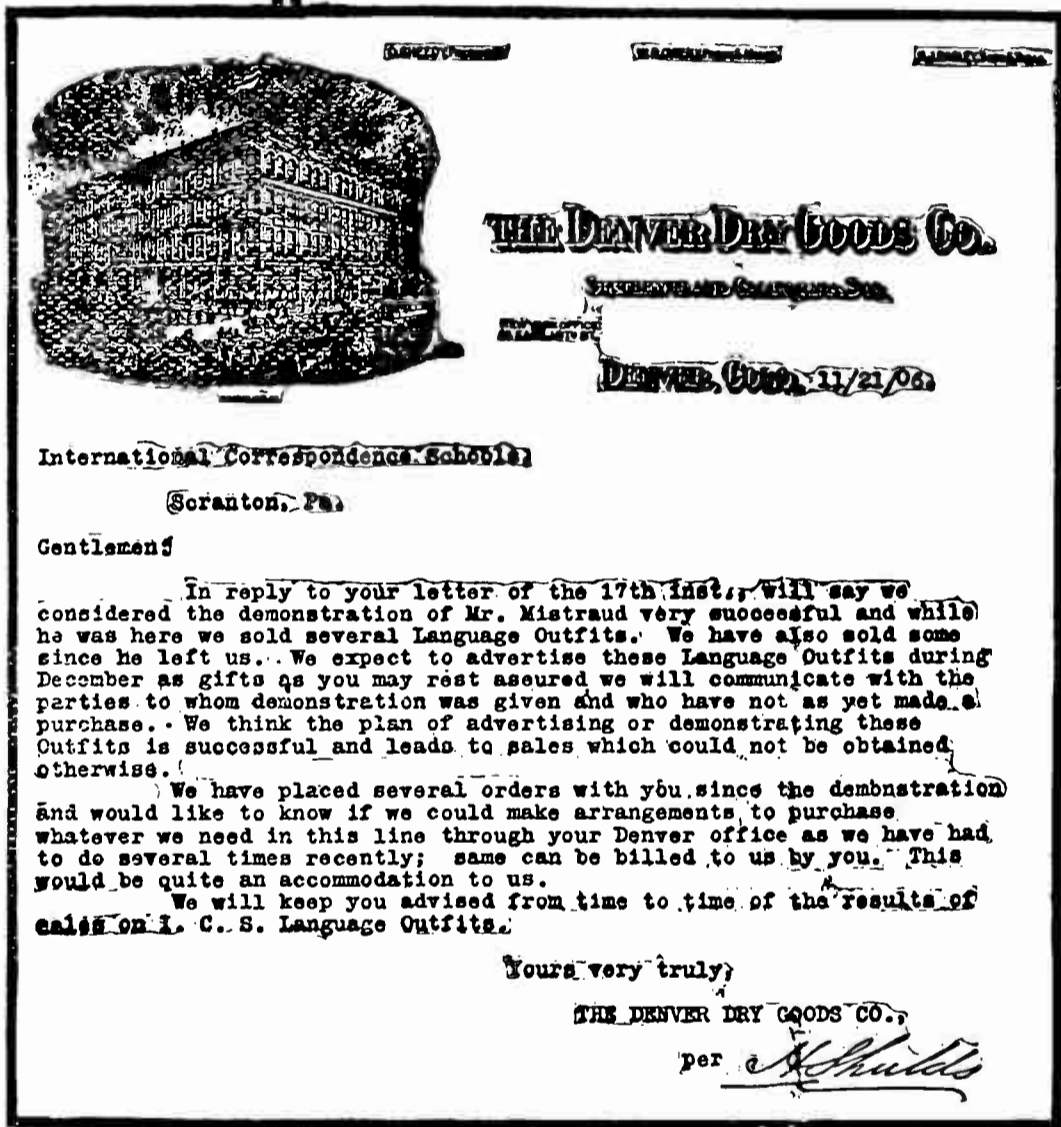 THE DENVER DRY GOODS CO.
DENVER, COLO., 11/21/06.
International Correspondence Schools,
Scranton, Pa.
Gentlemen:
In reply to your letter of the 17th inst., will say we
considered the demonstration of Mr. Mistraud very successful and while
he was here we sold several Language Outfits. We have also sold some
since he left us. We expect to advertise these Language Outfits during
December as gifts as you may rest assured we will communicate with the
parties to whom demonstration was given and who have not as yet made a
purchase. We think the plan of advertising or demonstrating these
Outfits is successful and leads to sales which could not be obtained
otherwise.
We have placed several orders with you since the demonstration
and would like to know if we could make arrangements to purchase
whatever we need in this line through your Denver office as we have had
to do several times recently; same can be billed to us by you. This
would be quite an accommodation to us.
We will keep you advised from time to time of the results of
sales on I. C. S. Language Outfits.
Yours very truly,
THE DENVER DRY GOODS CO.,
per